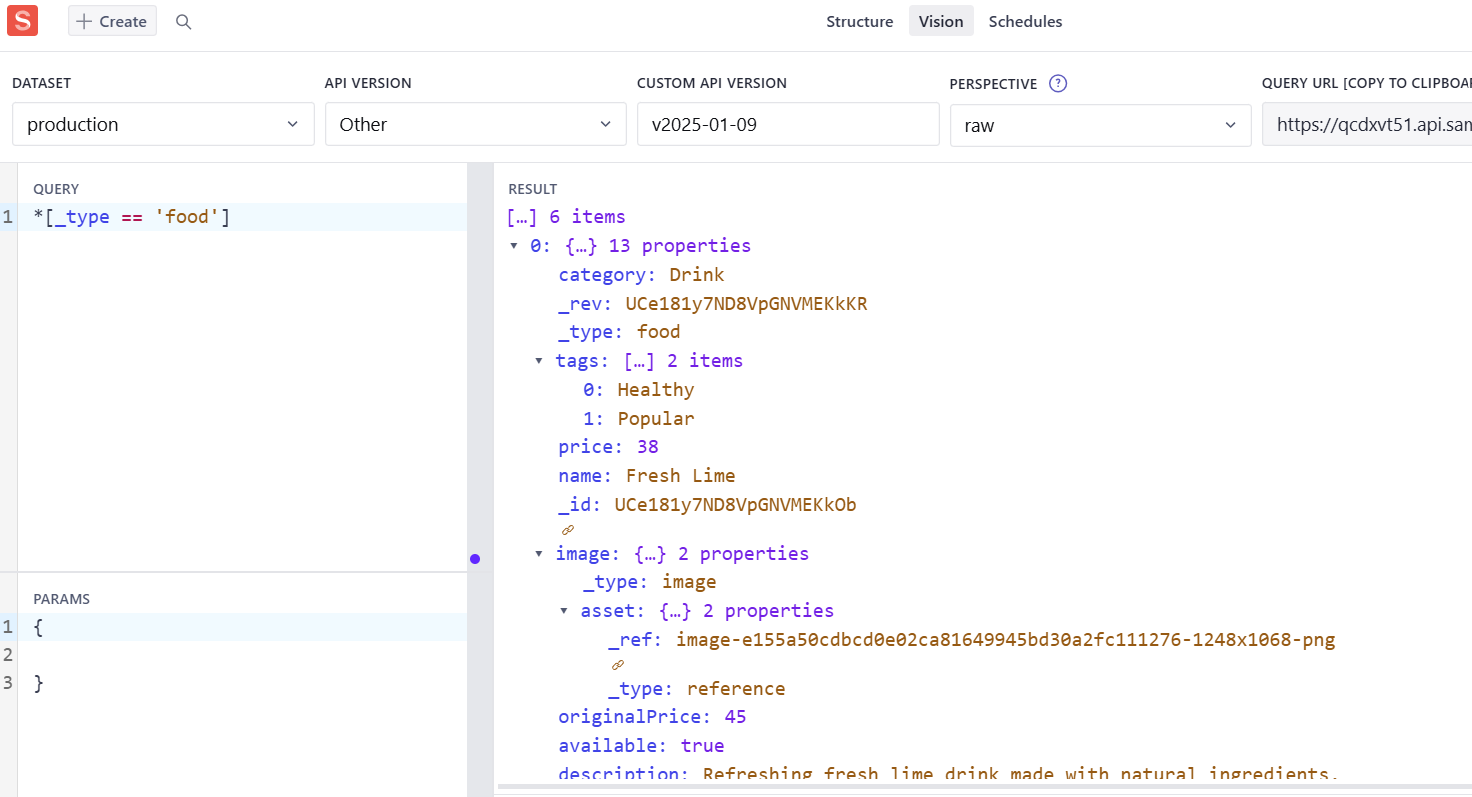 S
Create
Structure
Vision
Schedules
DATASET
API VERSION
CUSTOM API VERSION
PERSPECTIVE ?
QUERY URL [COPY TO CLIPBOA
production
Other
v2025-01-09
raw
https://qcdxvt51.api.san
QUERY
1 *[_type == 'food']
PARAMS
1 {
2
3 }
RESULT
[…] 6 items
0: {…} 13 properties
category: Drink
_rev: UCe181y7ND8VpGNVMEKkKR
_type: food
tags: […] 2 items
0: Healthy
1: Popular
price: 38
name: Fresh Lime
_id: UCe181y7ND8VpGNVMEKkOb
image: {…} 2 properties
_type: image
asset: {…} 2 properties
_ref: image-e155a50cdbcd0e02ca81649945bd30a2fc111276-1248x1068-png
_type: reference
originalPrice: 45
available: true
description: Refreshing fresh lime drink made with natural ingredients.